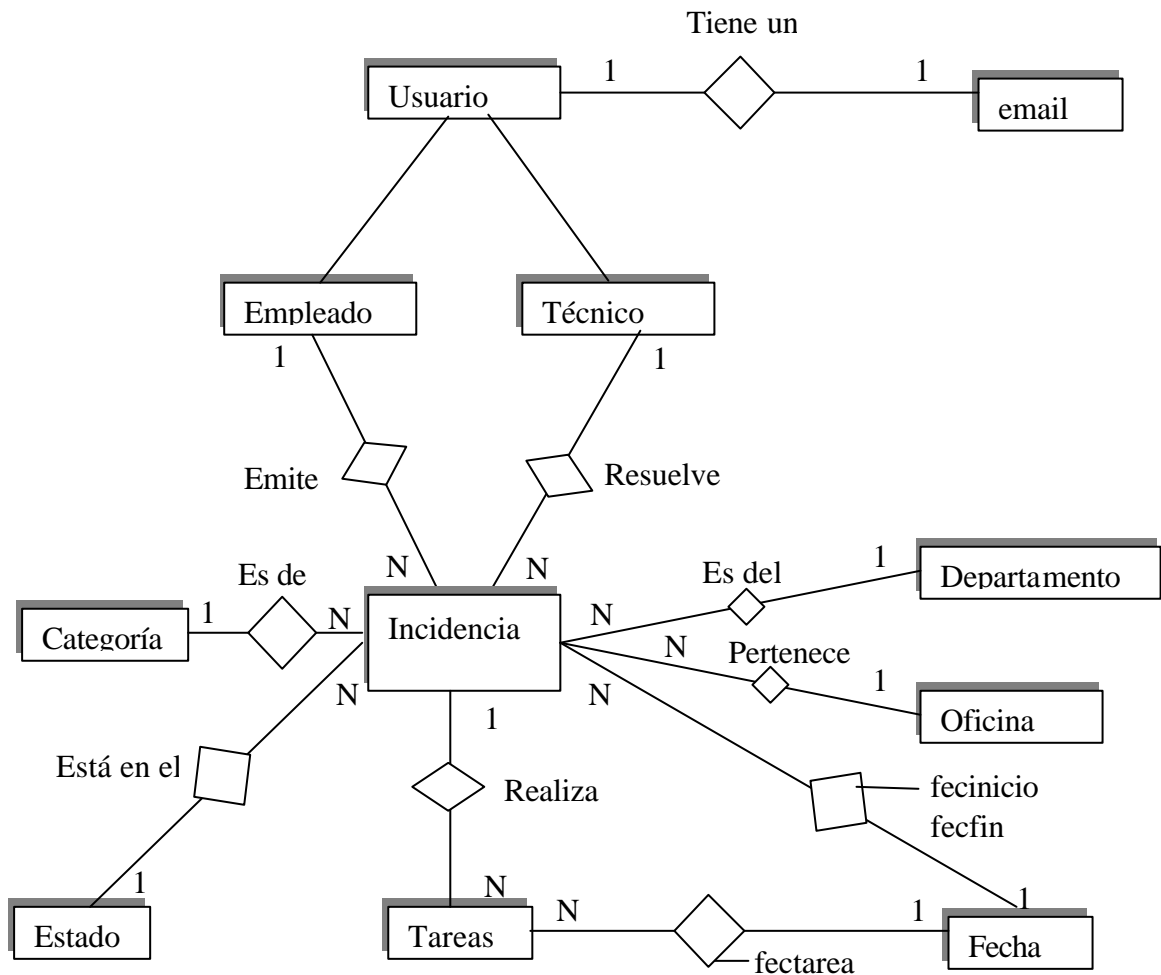 Tiene un
1
1
Usuario
email
Empleado
Técnico
1
1
Emite
Resuelve
N
N
Es de
Es del
1
Departamento
1
N
Categoría
Incidencia
N
N
Pertenece
1
Oficina
N
N
1
Está en el
Realiza
fecinicio
fecfin
1
N
N
1
1
Estado
Tareas
Fecha
fectarea